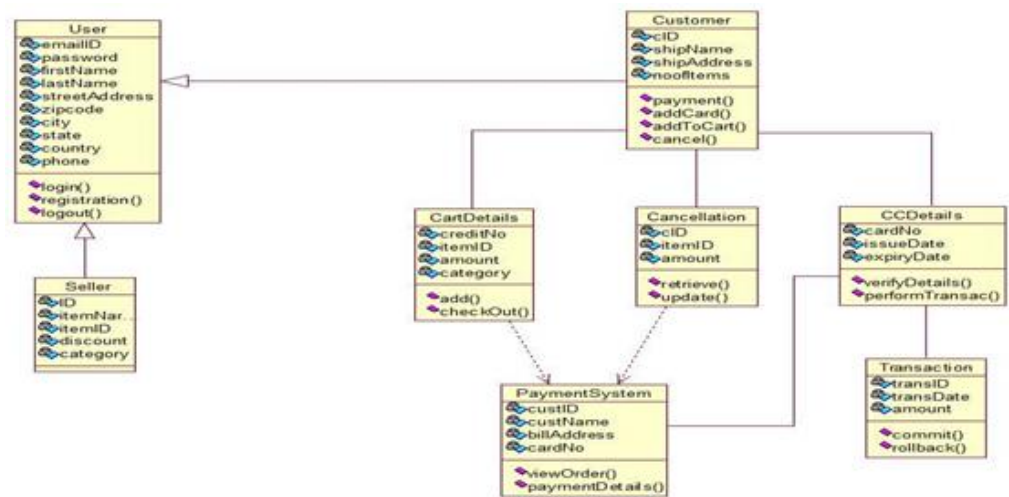 User
emailID
password
firstName
lastName
streetAddress
zipcode
city
state
country
phone
login()
registration()
logout()
Customer
cID
shipName
shipAddress
noofItems
payment()
addCard()
addToCart()
cancel()
CartDetails
creditNo
itemID
amount
category
add()
checkOut()
Cancellation
cID
itemID
amount
retrieve()
update()
CCDetails
cardNo
issueDate
expiryDate
verifyDetails()
performTransac()
Seller
ID
itemNar...
itemID
discount
category
PaymentSystem
custID
custName
billAddress
cardNo
viewOrder()
paymentDetails()
Transaction
transID
transDate
amount
commit()
rollback()